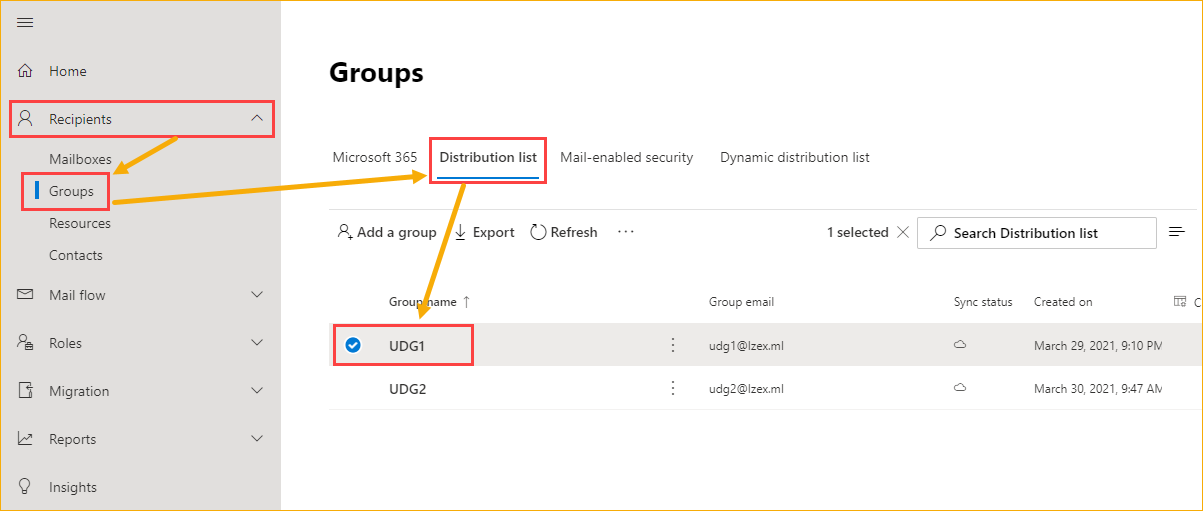 Home
Recipients
Mailboxes
Groups
Resources
Contacts
Mail flow
Roles
Migration
Reports
Insights
Groups
Microsoft 365 Distribution list Mail-enabled security Dynamic distribution list
Add a group Export Refresh ··· 1 selected Search Distribution list
Group name ↑ Group email Sync status Created on C
UDG1 udg1@lzex.ml March 29, 2021, 9:10 PM
UDG2 udg2@lzex.ml March 30, 2021, 9:47 AM